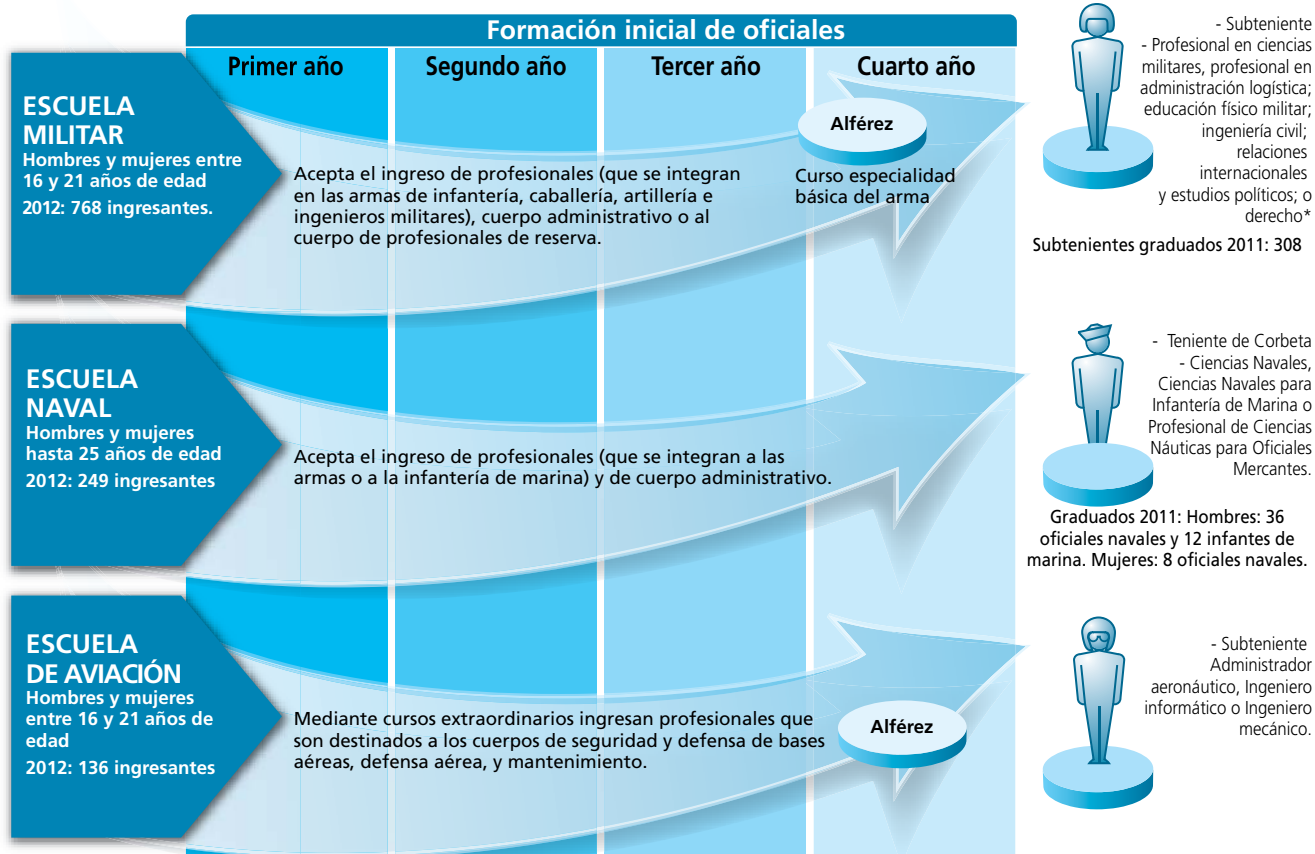 Formación inicial de oficiales
Primer año
Segundo año
Tercer año
Cuarto año
ESCUELA
MILITAR
Hombres y mujeres entre
16 y 21 años de edad
2012: 768 ingresantes.
Acepta el ingreso de profesionales (que se integran
en las armas de infantería, caballería, artillería e
ingenieros militares), cuerpo administrativo o al
cuerpo de profesionales de reserva.
Alférez
Curso especialidad
básica del arma
- Subteniente
- Profesional en ciencias
militares, profesional en
administración logística;
educación físico militar;
ingeniería civil;
relaciones
internacionales
y estudios políticos; o
derecho*
Subtenientes graduados 2011: 308
ESCUELA
NAVAL
Hombres y mujeres
hasta 25 años de edad
2012: 249 ingresantes
Acepta el ingreso de profesionales (que se integran a las
armas o a la infantería de marina) y de cuerpo administrativo.
- Teniente de Corbeta
- Ciencias Navales,
Ciencias Navales para
Infantería de Marina o
Profesional de Ciencias
Náuticas para Oficiales
Mercantes.
Graduados 2011: Hombres: 36
oficiales navales y 12 infantes de
marina. Mujeres: 8 oficiales navales.
ESCUELA
DE AVIACIÓN
Hombres y mujeres
entre 16 y 21 años de
edad
2012: 136 ingresantes
Mediante cursos extraordinarios ingresan profesionales que
son destinados a los cuerpos de seguridad y defensa de bases
aéreas, defensa aérea, y mantenimiento.
Alférez
- Subteniente
Administrador
aeronáutico, Ingeniero
informático o Ingeniero
mecánico.